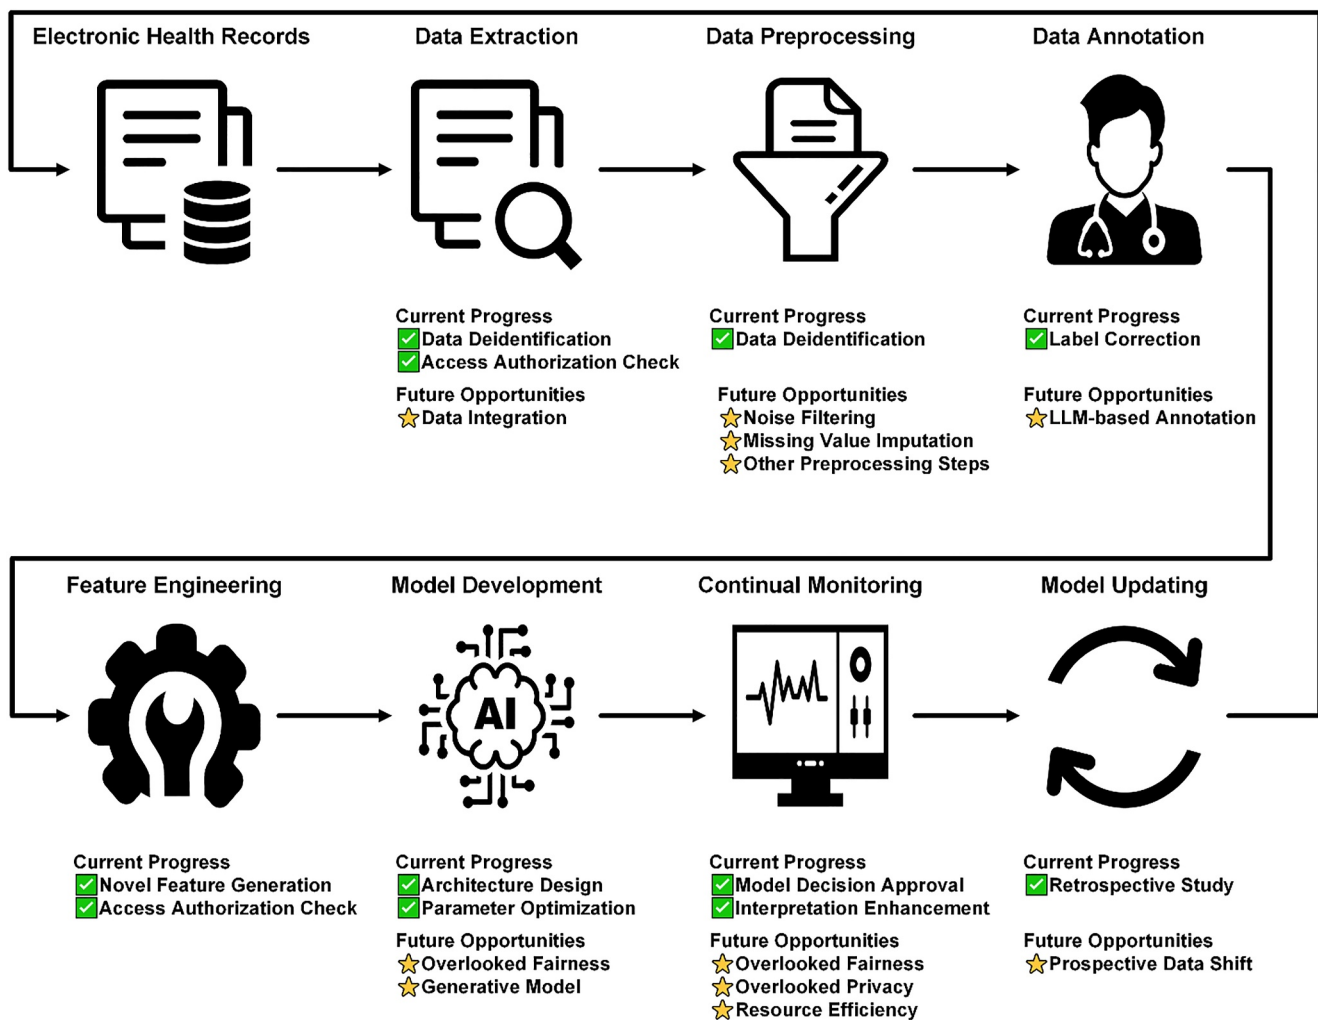 Electronic Health Records
Data Extraction
Data Preprocessing
Data Annotation
Current Progress
Data Deidentification
Access Authorization Check
Future Opportunities
Data Integration
Current Progress
Data Deidentification
Future Opportunities
Noise Filtering
Missing Value Imputation
Other Preprocessing Steps
Current Progress
Label Correction
Future Opportunities
LLM-based Annotation
Feature Engineering
Model Development
Continual Monitoring
Model Updating
AI
Current Progress
Novel Feature Generation
Access Authorization Check
Current Progress
Architecture Design
Parameter Optimization
Future Opportunities
Overlooked Fairness
Generative Model
Current Progress
Model Decision Approval
Interpretation Enhancement
Future Opportunities
Overlooked Fairness
Overlooked Privacy
Resource Efficiency
Current Progress
Retrospective Study
Future Opportunities
Prospective Data Shift